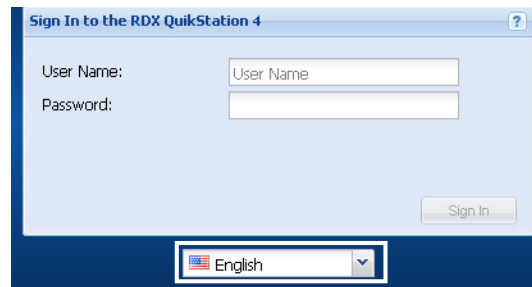 Sign In to the RDX QuikStation 4 ?
User Name: User Name
Password:
Sign In
English